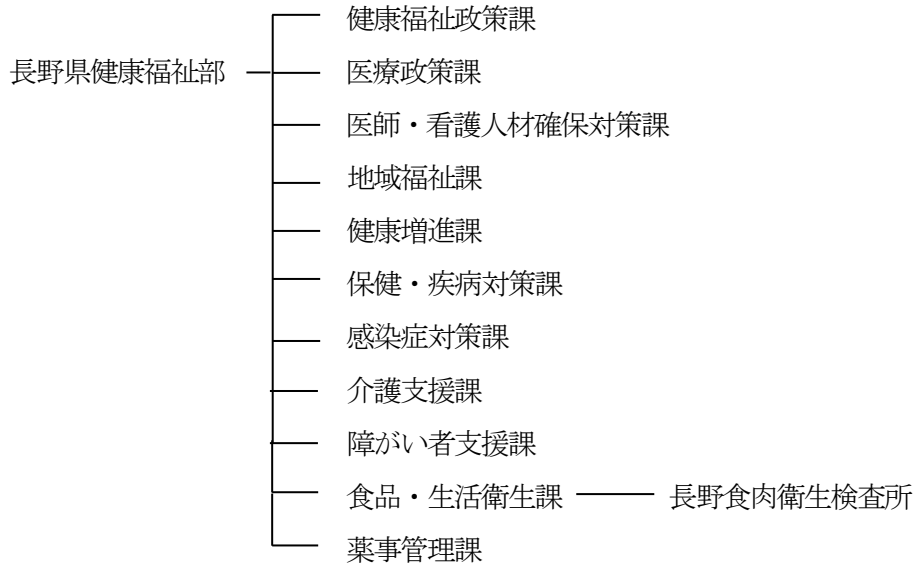 健康福祉政策課
長野県健康福祉部
医療政策課
医師・看護人材確保対策課
地域福祉課
健康増進課
保健・疾病対策課
感染症対策課
介護支援課
障がい者支援課
食品・生活衛生課 長野食肉衛生検査所
薬事管理課